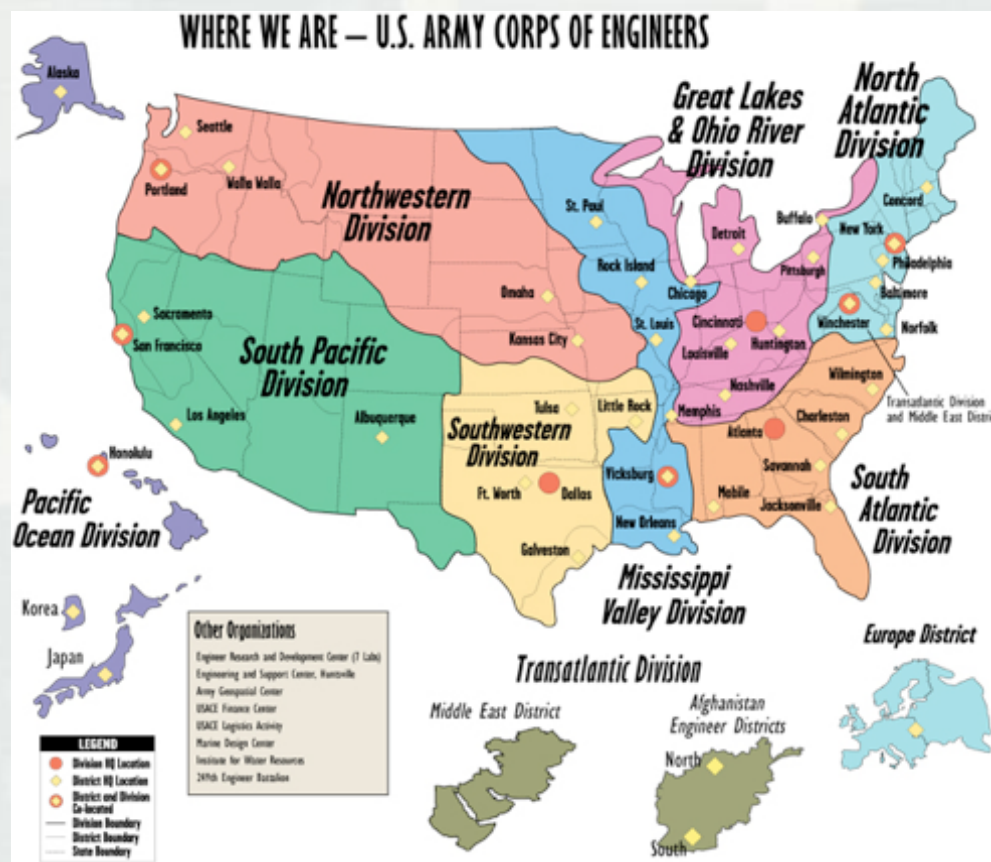 WHERE WE ARE – U.S. ARMY CORPS OF ENGINEERS
Alaska
Seattle
Portland
Walla Walla
Northwestern
Division
Great Lakes
& Ohio River
Division
North
Atlantic
Division
St. Paul
Rock Island
Omaha
Kansas City
Chicago
St. Louis
Detroit
Buffalo
Pittsburgh
Cincinnati
Huntington
Louisville
Nashville
Memphis
Concord
New York
Philadelphia
Baltimore
Winchester
Norfolk
Transatlantic Division
and Middle East Distri
Sacramento
San Francisco
Los Angeles
Albuquerque
South Pacific
Division
Tulsa
Little Rock
Southwestern
Division
Ft. Worth
Dallas
Galveston
Vicksburg
New Orleans
Mississippi
Valley Division
Wilmington
Charleston
Atlanta
Savannah
Mobile
Jacksonville
South
Atlantic
Division
Honolulu
Pacific
Ocean Division
Korea
Japan
Other Organizations
Engineer Research and Development Center (7 Labs)
Engineering and Support Center, Huntsville
Army Geospatial Center
USACE Finance Center
USACE Logistics Activity
Marine Design Center
Institute for Water Resources
249th Engineer Battalion
LEGEND
Division HQ Location
District HQ Location
District and Division
Co-located
Division Boundary
District Boundary
State Boundary
Transatlantic Division
Middle East District
Afghanistan
Engineer Districts
North
South
Europe District